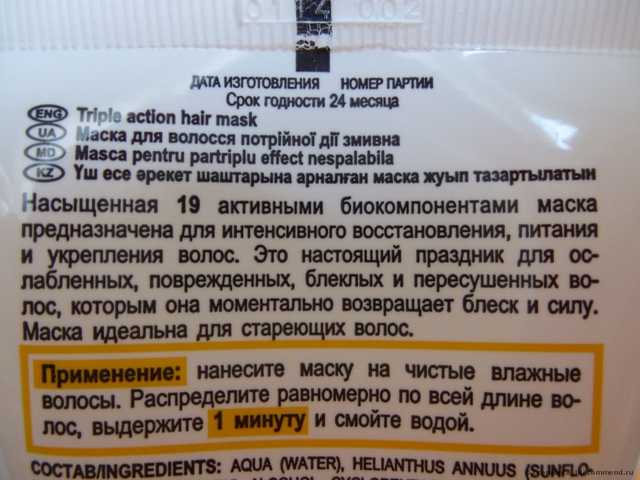 0114 002
ДАТА ИЗГОТОВЛЕНИЯ НОМЕР ПАРТИИ
Срок годности 24 месяца
ENG Triple action hair mask
UA Маска для волосся потрійної дії змивна
MD Masca pentru partriplu effect nespalabila
KZ Үш есе әрекет шаштарына арналған маска жуып тазартылатын
Насыщенная 19 активными биокомпонентами маска
предназначена для интенсивного восстановления, питания
и укрепления волос. Это настоящий праздник для ос-
лабленных, поврежденных, блеклых и пересушенных во-
лос, которым она моментально возвращает блеск и силу.
Маска идеальна для стареющих волос.
Применение: нанесите маску на чистые влажные
волосы. Распределите равномерно по всей длине во-
лос, выдержите 1 минуту и смойте водой.
СОСТАВ/INGREDIENTS: AQUA (WATER), HELIANTHUS ANNUUS (SUNFLO-